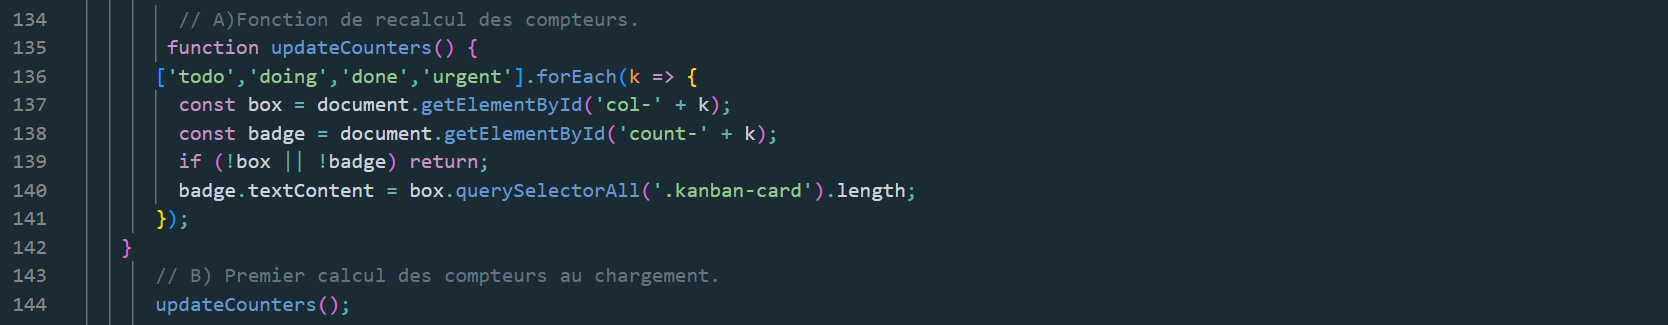 134 // A)Fonction de recalcul des compteurs.
135 function updateCounters() {
136 ['todo','doing','done','urgent'].forEach(k => {
137 const box = document.getElementById('col-' + k);
138 const badge = document.getElementById('count-' + k);
139 if (!box || !badge) return;
140 badge.textContent = box.querySelectorAll('.kanban-card').length;
141 });
142 }
143 // B) Premier calcul des compteurs au chargement.
144 updateCounters();